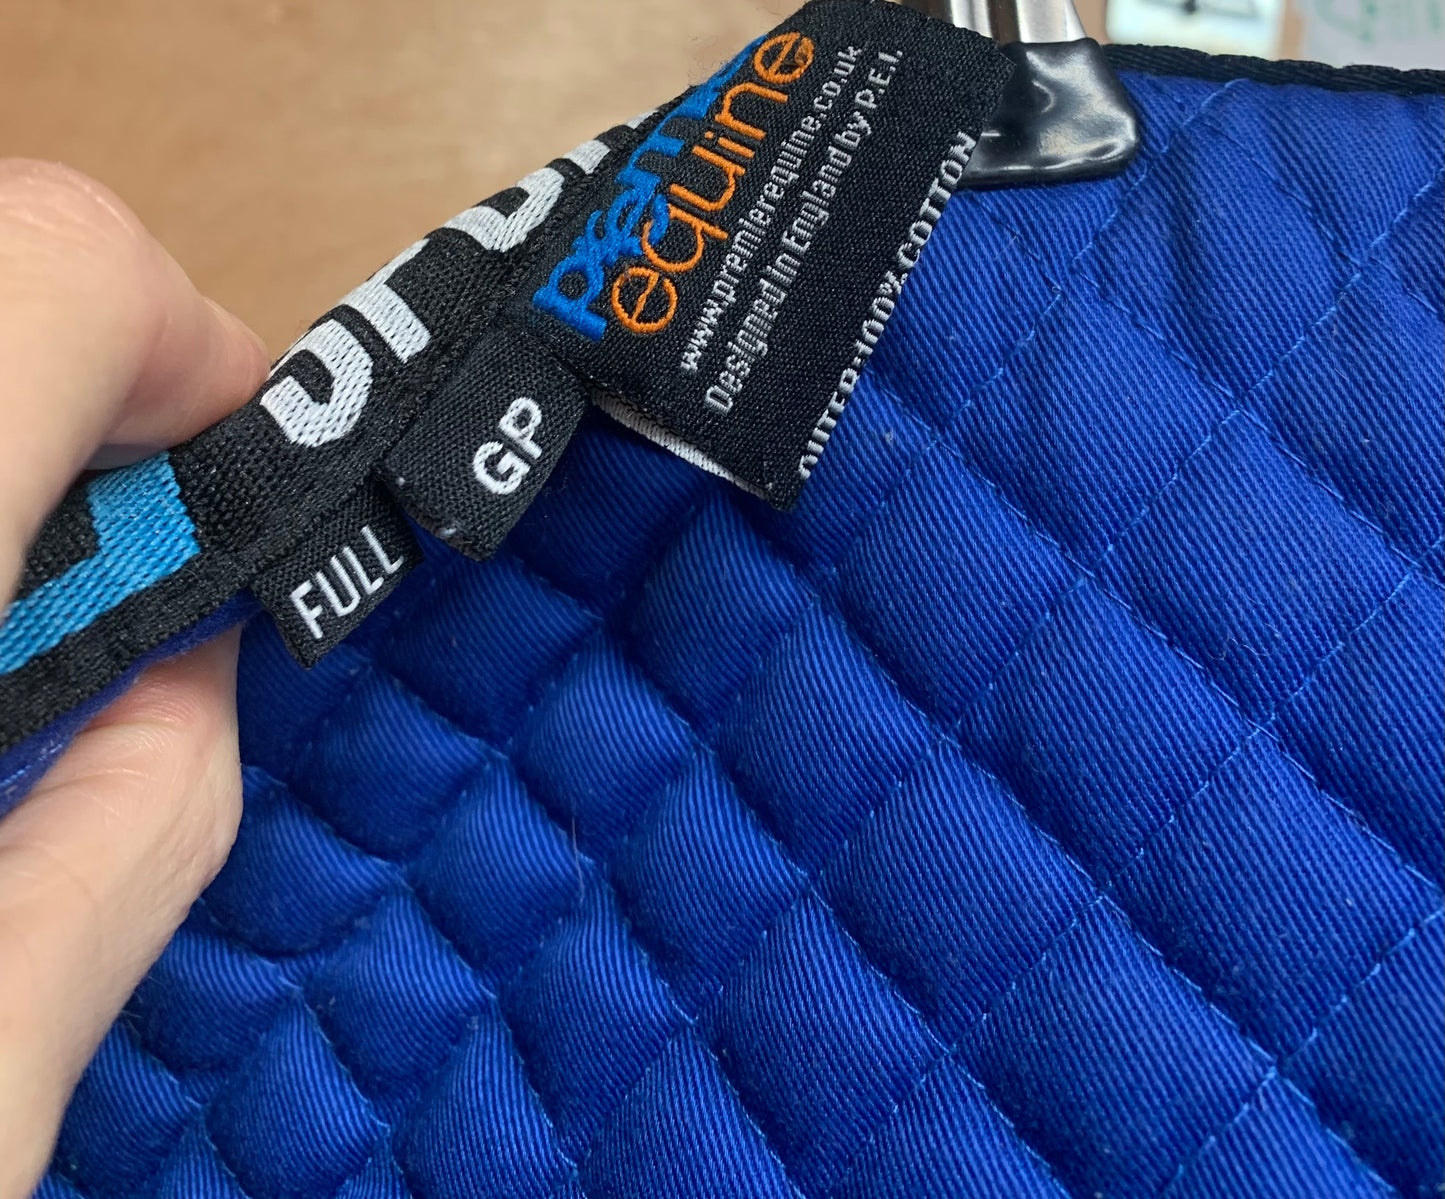 premier
equine
www.premierequine.co.uk
Designed in England by P.E.I.
OUTER:100% COTTON
GP
FULL